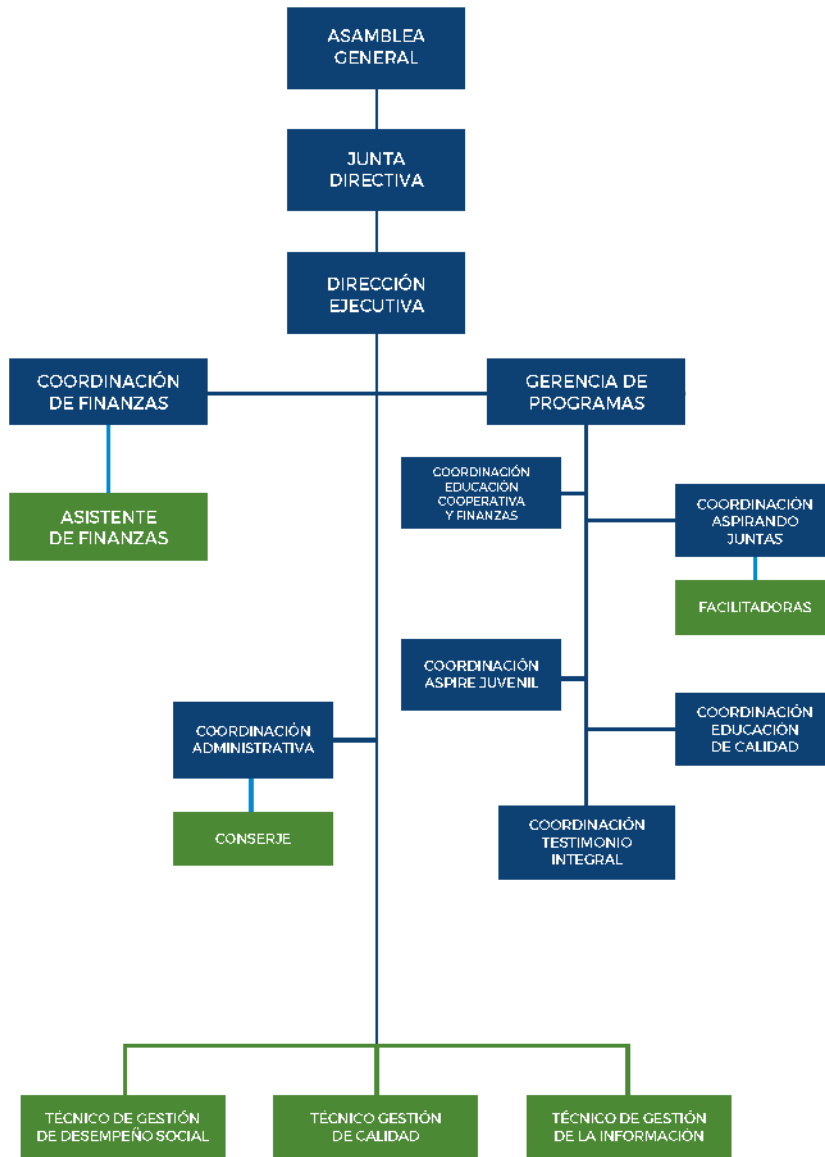 ASAMBLEA
GENERAL
JUNTA
DIRECTIVA
DIRECCIÓN
EJECUTIVA
COORDINACIÓN
DE FINANZAS
GERENCIA DE
PROGRAMAS
ASISTENTE
DE FINANZAS
COORDINACIÓN
EDUCACIÓN
COOPERATIVA
Y FINANZAS
COORDINACIÓN
ASPIRANDO
JUNTAS
FACILITADORAS
COORDINACIÓN
ASPIRE JUVENIL
COORDINACIÓN
ADMINISTRATIVA
COORDINACIÓN
EDUCACIÓN
DE CALIDAD
CONSERJE
COORDINACIÓN
TESTIMONIO
INTEGRAL
TÉCNICO DE GESTIÓN
DE DESEMPEÑO SOCIAL
TÉCNICO GESTIÓN
DE CALIDAD
TÉCNICO DE GESTIÓN
DE LA INFORMACIÓN